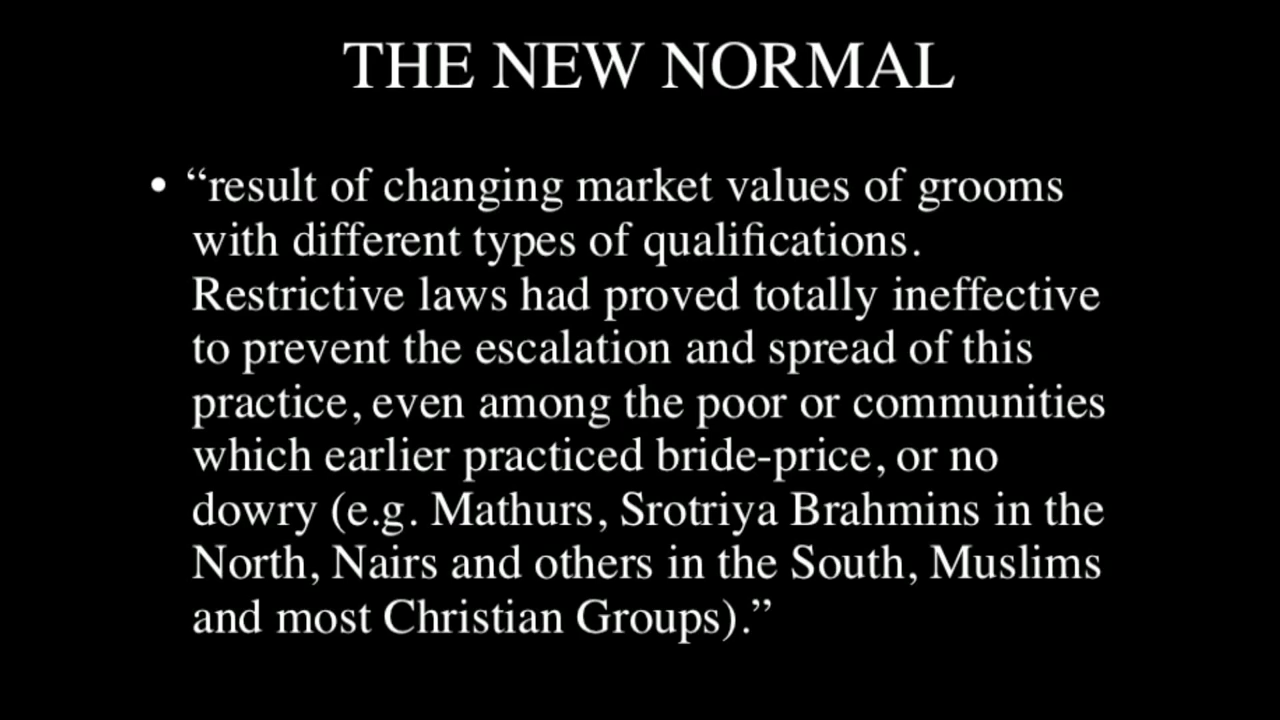 THE NEW NORMAL
• “result of changing market values of grooms
with different types of qualifications.
Restrictive laws had proved totally ineffective
to prevent the escalation and spread of this
practice, even among the poor or communities
which earlier practiced bride-price, or no
dowry (e.g. Mathurs, Srotriya Brahmins in the
North, Nairs and others in the South, Muslims
and most Christian Groups).”